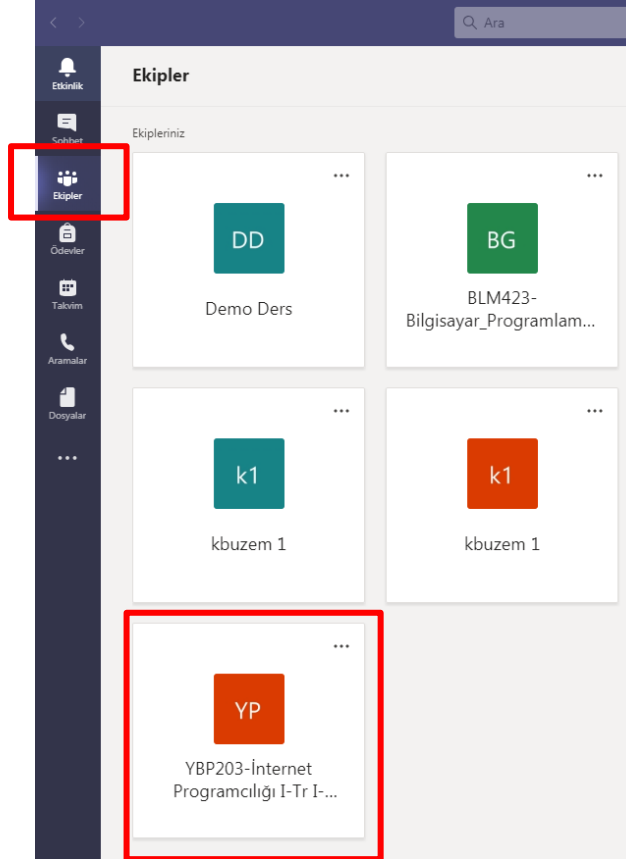 Ara
Etkinlik
Ekipler
Sohbet
Ekipleriniz
Ekipler
Ödevler
Takvim
Aramalar
Dosyalar
DD
Demo Ders
BG
BLM423-
Bilgisayar_Programlam...
k1
kbuzem 1
k1
kbuzem 1
YP
YBP203-İnternet
Programcılığı I-Tr I-...